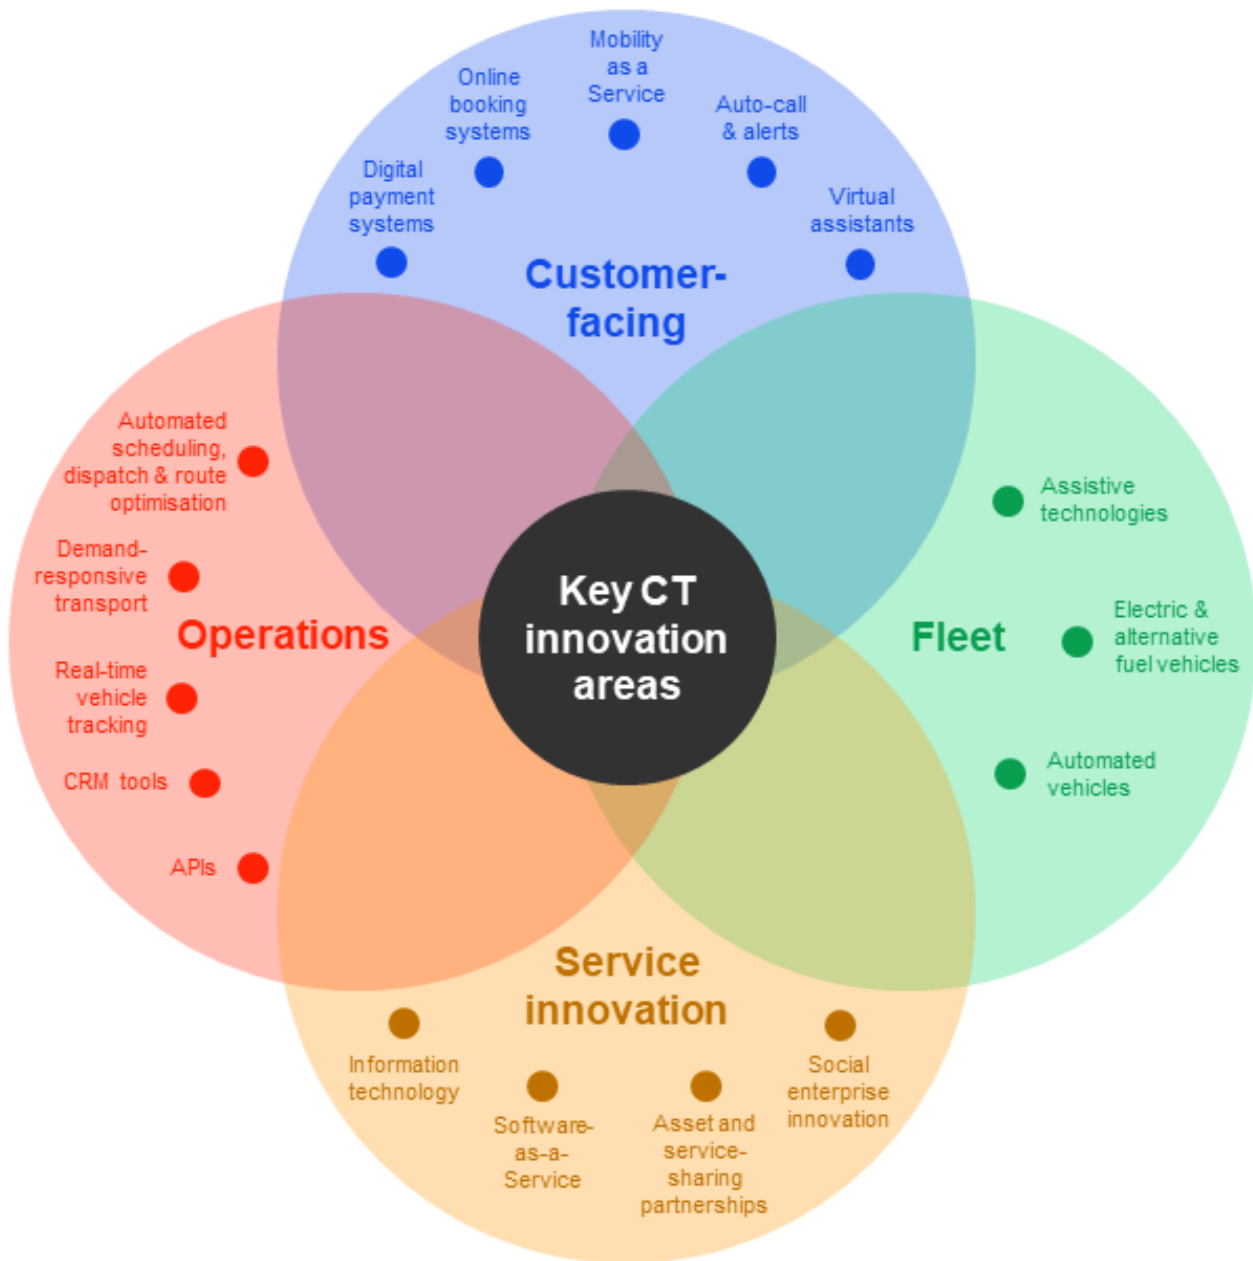 Mobility
as a
Service
Online
booking
systems
Auto-call
& alerts
Digital
payment
systems
Virtual
assistants
Customer-
facing
Automated
scheduling,
dispatch & route
optimisation
Demand-
responsive
transport
Operations
Real-time
vehicle
tracking
CRM tools
APIs
Key CT
innovation
areas
Assistive
technologies
Fleet
Electric &
alternative
fuel vehicles
Automated
vehicles
Service
innovation
Information
technology
Software-
as-a-
Service
Asset and
service-
sharing
partnerships
Social
enterprise
innovation